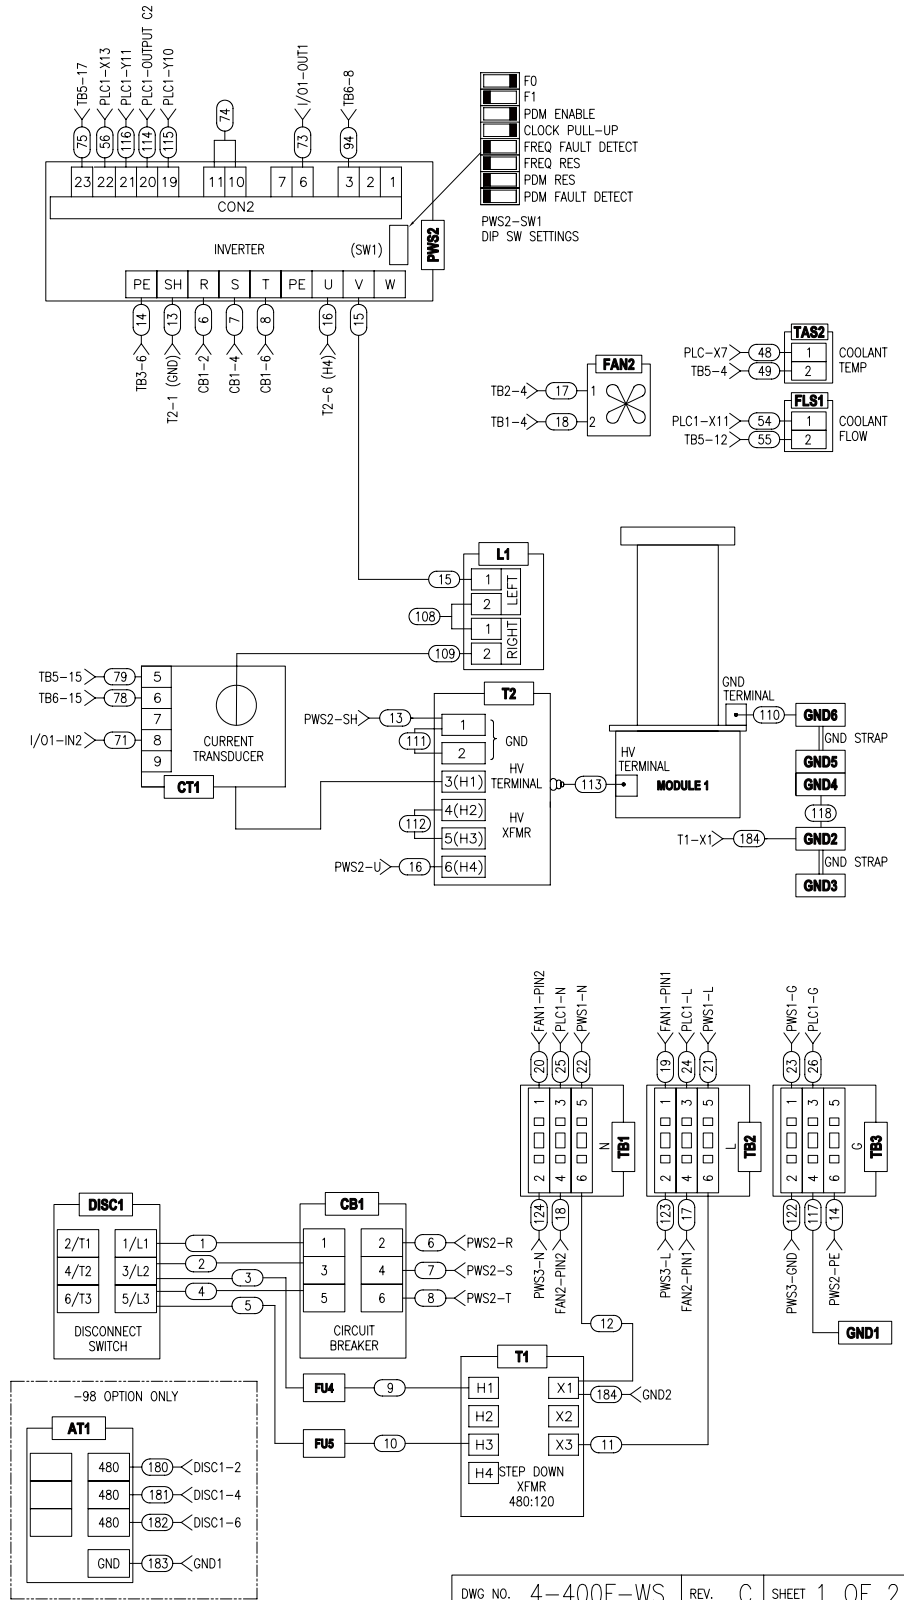 TB5-17
PLC1-X13
PLC1-Y11
PLC1-OUTPUT C2
PLC1-Y10
I/O1-OUT1
TB6-8
75
56
116
114
115
74
73
94
23 22 21 20 19 11 10 7 6 3 2 1
CON2
INVERTER
(SW1)
PWS2
PE SH R S T PE U V W
14
13
6
7
8
16
15
TB3-6
T2-1 (GND)
CB1-2
CB1-4
CB1-6
T2-6 (H4)
F0
F1
PDM ENABLE
CLOCK PULL-UP
FREQ FAULT DETECT
FREQ RES
PDM RES
PDM FAULT DETECT
PWS2-SW1
DIP SW SETTINGS
FAN2
TB2-4 17 1
TB1-4 18 2
TAS2
PLC-X7 48 1 COOLANT
TB5-4 49 2 TEMP
FLS1
PLC1-X11 54 1 COOLANT
TB5-12 55 2 FLOW
L1
15 1
2
LEFT
108
1
109 2
RIGHT
TB5-15 79 5
TB6-15 78 6
7
I/O1-IN2 71 8
9
CURRENT
TRANSDUCER
CT1
T2
PWS2-SH 13 1
111
2
GND
3(H1)
HV
TERMINAL
4(H2)
112
5(H3)
HV
XFMR
PWS2-U 16 6(H4)
113
HV
TERMINAL
MODULE 1
GND
TERMINAL
110
GND6
GND STRAP
GND5
GND4
118
T1-X1 184 GND2
GND STRAP
GND3
FAN1-PIN2
PLC1-N
PWS1-N
20
25
22
1 3 5
2 4 6
N
TB1
124
18
PWS3-N
FAN2-PIN2
FAN1-PIN1
PLC1-L
PWS1-L
19
24
21
1 3 5
2 4 6
L
TB2
123
17
PWS3-L
FAN2-PIN1
PWS1-G
PLC1-G
23
26
1 3 5
2 4 6
G
TB3
122
117
14
PWS3-GND
PWS2-PE
GND1
DISC1
2/T1 1/L1
4/T2 3/L2
6/T3 5/L3
DISCONNECT
SWITCH
1
2
3
4
5
CB1
1 2 6 PWS2-R
3 4 7 PWS2-S
5 6 8 PWS2-T
CIRCUIT
BREAKER
12
T1
FU4 9 H1 X1
184 GND2
H2 X2
FU5 10 H3 X3 11
H4 STEP DOWN
XFMR
480:120
-98 OPTION ONLY
AT1
480 180 DISC1-2
480 181 DISC1-4
480 182 DISC1-6
GND 183 GND1
DWG NO. 4-400F-WS REV. C SHEET 1 OF 2